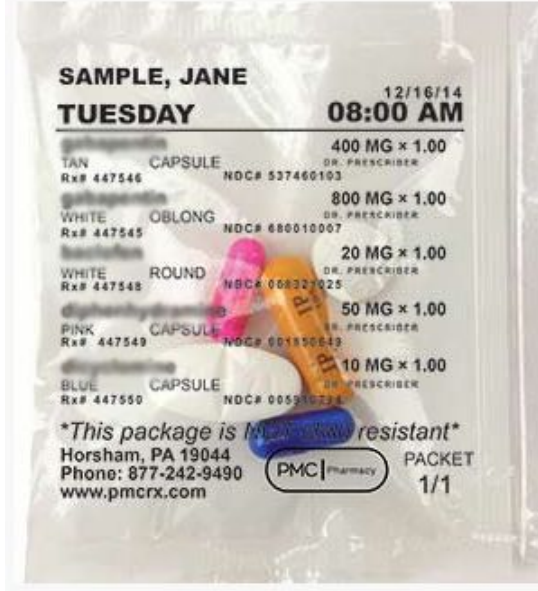 SAMPLE, JANE
12/16/14
TUESDAY 08:00 AM
400 MG × 1.00
TAN CAPSULE DR. PRESCRIBER
Rx# 447546 NDC# 537460103
800 MG × 1.00
WHITE OBLONG DR. PRESCRIBER
Rx# 447545 NDC# 680010007
20 MG × 1.00
WHITE ROUND DR. PRESCRIBER
Rx# 447548
50 MG × 1.00
PINK CAPSULE DR. PRESCRIBER
Rx# 447549
10 MG × 1.00
BLUE CAPSULE DR. PRESCRIBER
Rx# 447550
*This package is NOT child resistant*
Horsham, PA 19044
Phone: 877-242-9490
www.pmcrx.com
PMC Pharmacy
PACKET
1/1
IP
IP